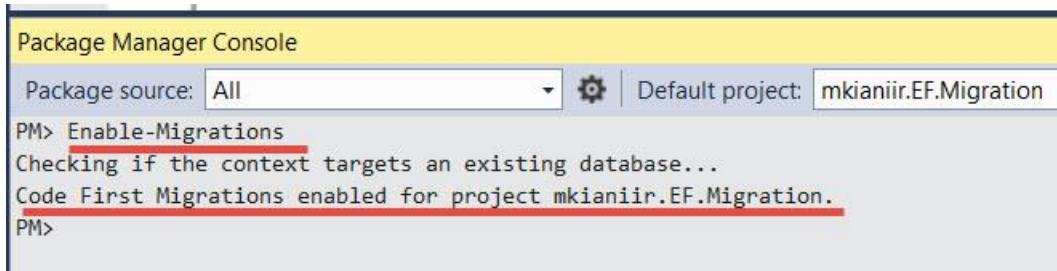 Package Manager Console
Package source: All Default project: mkianiir.EF.Migration
PM> Enable-Migrations
Checking if the context targets an existing database...
Code First Migrations enabled for project mkianiir.EF.Migration.
PM>